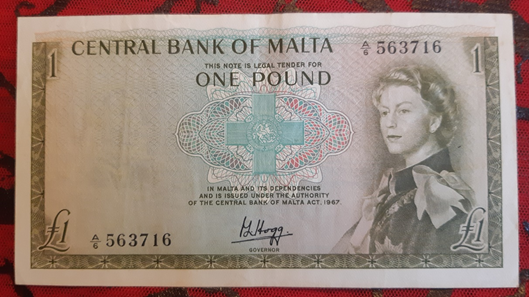 1 CENTRAL BANK OF MALTA A/6 563716 1
THIS NOTE IS LEGAL TENDER FOR
ONE POUND
IN MALTA AND ITS DEPENDENCIES
AND IS ISSUED UNDER THE AUTHORITY
OF THE CENTRAL BANK OF MALTA ACT, 1967.
£1 A/6 563716 £1
GOVERNOR